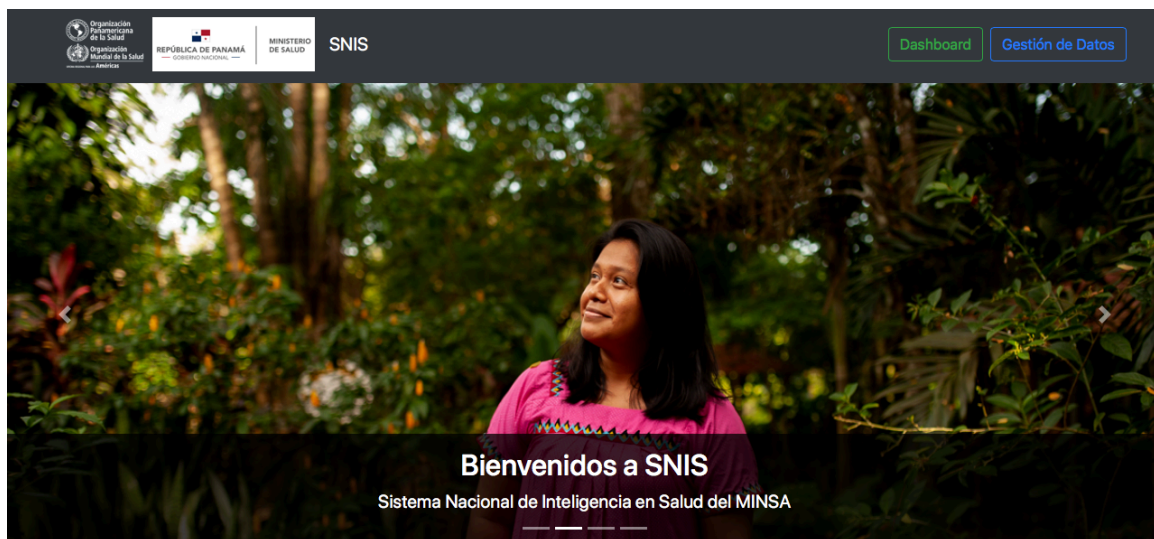 Organización
Panamericana
de la Salud
Organización
Mundial de la Salud
Américas
REPÚBLICA DE PANAMÁ
— GOBIERNO NACIONAL —
MINISTERIO
DE SALUD
SNIS
Dashboard
Gestión de Datos
Bienvenidos a SNIS
Sistema Nacional de Inteligencia en Salud del MINSA